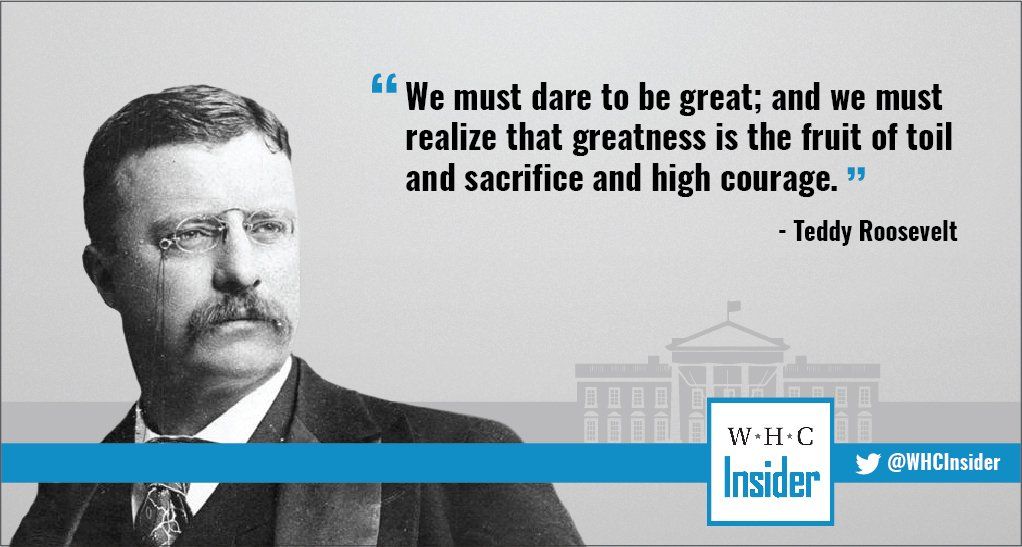 “ We must dare to be great; and we must
realize that greatness is the fruit of toil
and sacrifice and high courage. ”
- Teddy Roosevelt
W★H★C
Insider
@WHCInsider